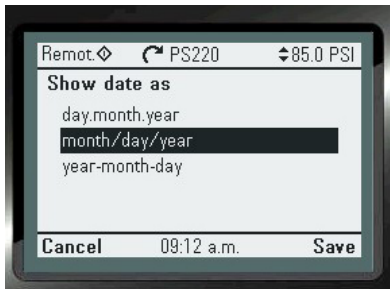 Remot. PS220 85.0 PSI
Show date as
day.month.year
month/day/year
year-month-day
Cancel 09:12 a.m. Save